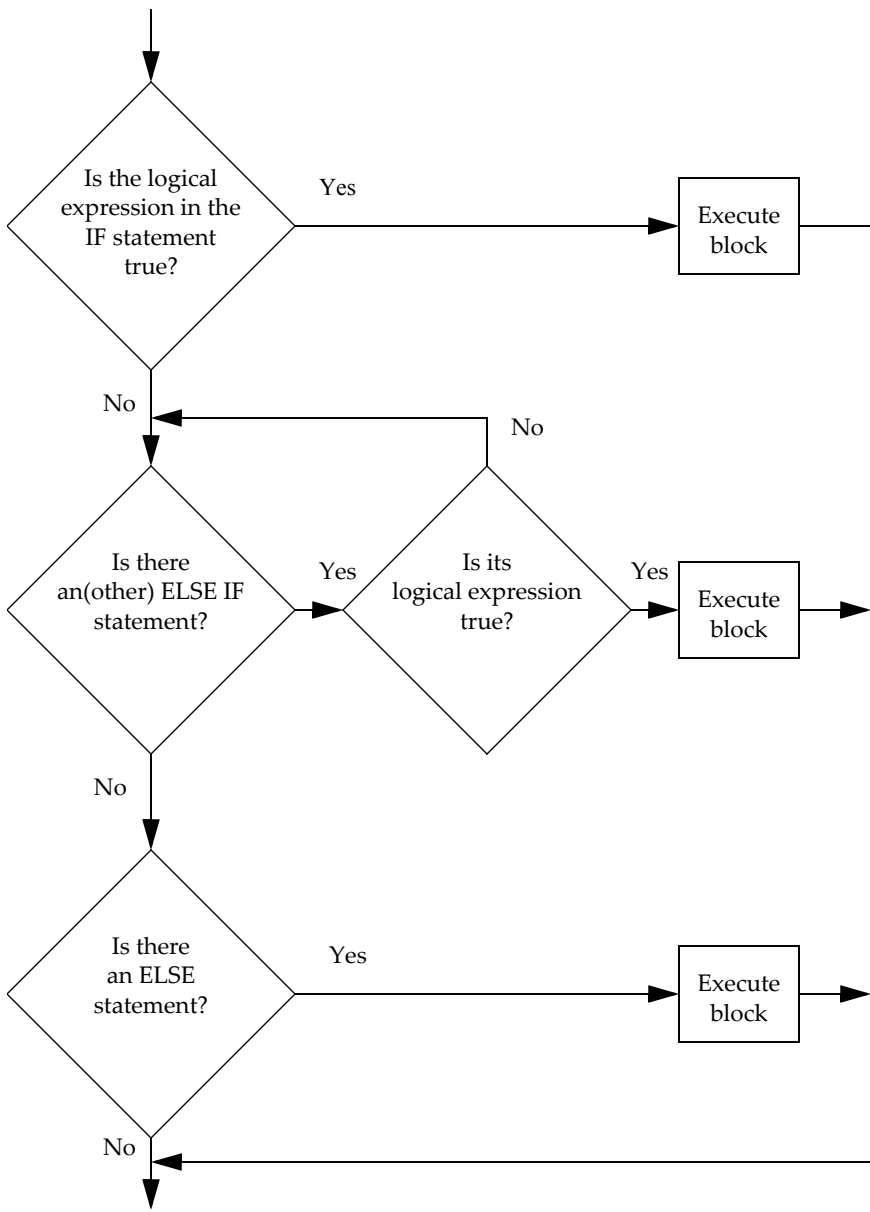 Is the logical
expression in the
IF statement
true?
Yes
Execute
block
No
No
Is there
an(other) ELSE IF
statement?
Yes
Is its
logical expression
true?
Yes
Execute
block
No
Is there
an ELSE
statement?
Yes
Execute
block
No